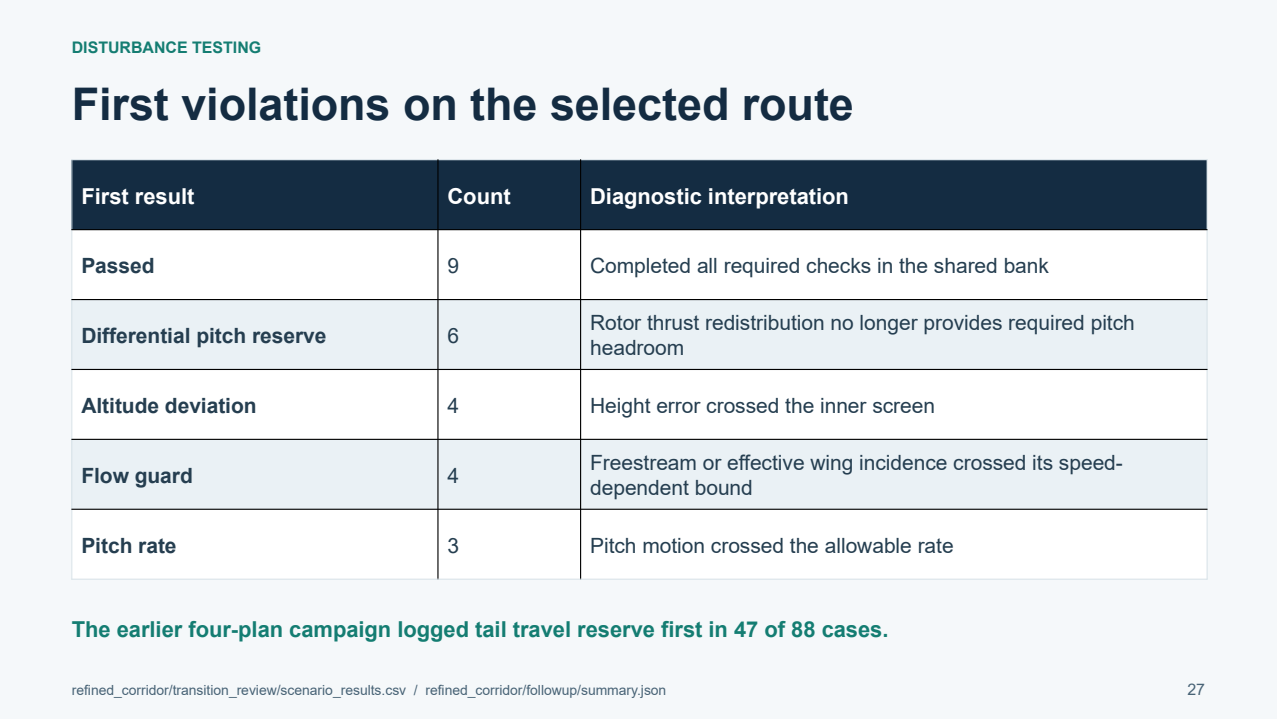 DISTURBANCE TESTING
First violations on the selected route
First result Count Diagnostic interpretation
Passed 9 Completed all required checks in the shared bank
Differential pitch reserve 6 Rotor thrust redistribution no longer provides required pitch
headroom
Altitude deviation 4 Height error crossed the inner screen
Flow guard 4 Freestream or effective wing incidence crossed its speed-
dependent bound
Pitch rate 3 Pitch motion crossed the allowable rate
The earlier four-plan campaign logged tail travel reserve first in 47 of 88 cases.
refined_corridor/transition_review/scenario_results.csv / refined_corridor/followup/summary.json 27